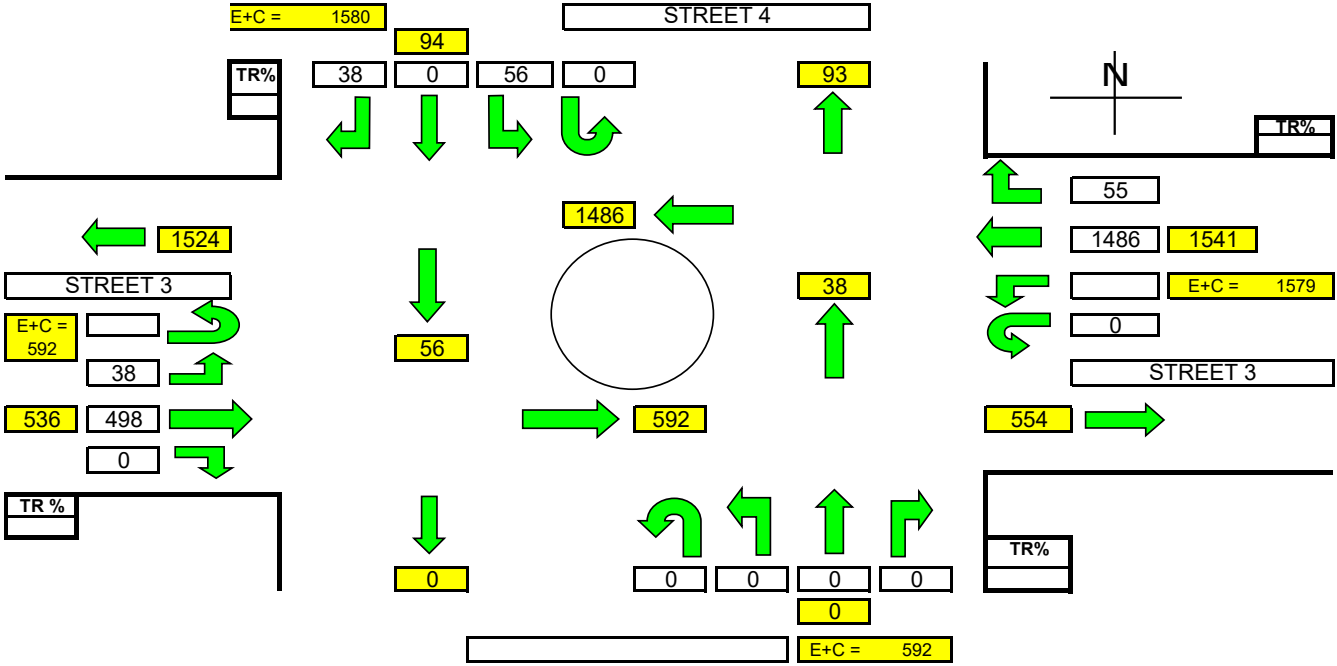 E+C = 1580
STREET 4
94
TR%
38 0 56 0
93
N
TR%
55
1486
1524
1486 1541
STREET 3
38
E+C = 1579
E+C =
592
56
0
38
STREET 3
536 498
592
554
0
TR %
TR%
0
0 0 0 0
0
E+C = 592